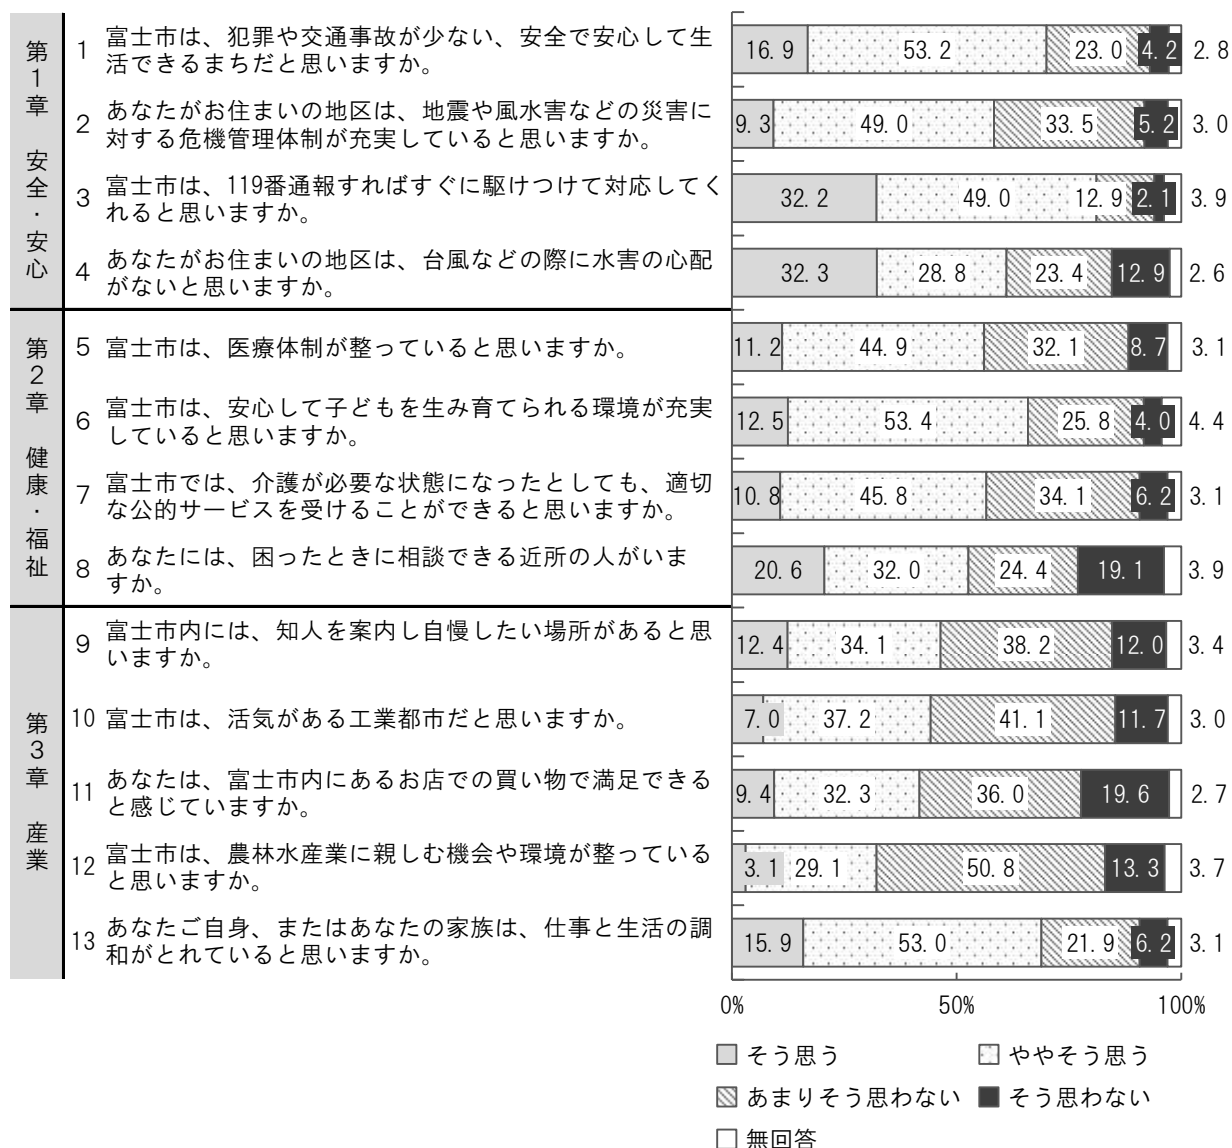 第1章 安全・安心
1 富士市は、犯罪や交通事故が少ない、安全で安心して生
活できるまちだと思いますか。
16.9 53.2 23.0 4.2 2.8
2 あなたがお住まいの地区は、地震や風水害などの災害に
対する危機管理体制が充実していると思いますか。
9.3 49.0 33.5 5.2 3.0
3 富士市は、119番通報すればすぐに駆けつけて対応してく
れると思いますか。
32.2 49.0 12.9 2.1 3.9
4 あなたがお住まいの地区は、台風などの際に水害の心配
がないと思いますか。
32.3 28.8 23.4 12.9 2.6
第2章 健康・福祉
5 富士市は、医療体制が整っていると思いますか。
11.2 44.9 32.1 8.7 3.1
6 富士市は、安心して子どもを生み育てられる環境が充実
していると思いますか。
12.5 53.4 25.8 4.0 4.4
7 富士市では、介護が必要な状態になったとしても、適切
な公的サービスを受けることができると思いますか。
10.8 45.8 34.1 6.2 3.1
8 あなたには、困ったときに相談できる近所の人がいま
すか。
20.6 32.0 24.4 19.1 3.9
第3章 産業
9 富士市内には、知人を案内し自慢したい場所があると思
いますか。
12.4 34.1 38.2 12.0 3.4
10 富士市は、活気がある工業都市だと思いますか。
7.0 37.2 41.1 11.7 3.0
11 あなたは、富士市内にあるお店での買い物で満足できる
と感じていますか。
9.4 32.3 36.0 19.6 2.7
12 富士市は、農林水産業に親しむ機会や環境が整っている
と思いますか。
3.1 29.1 50.8 13.3 3.7
13 あなたご自身、またはあなたの家族は、仕事と生活の調
和がとれていると思いますか。
15.9 53.0 21.9 6.2 3.1
0% 50% 100%
そう思う ややそう思う
あまりそう思わない そう思わない
無回答